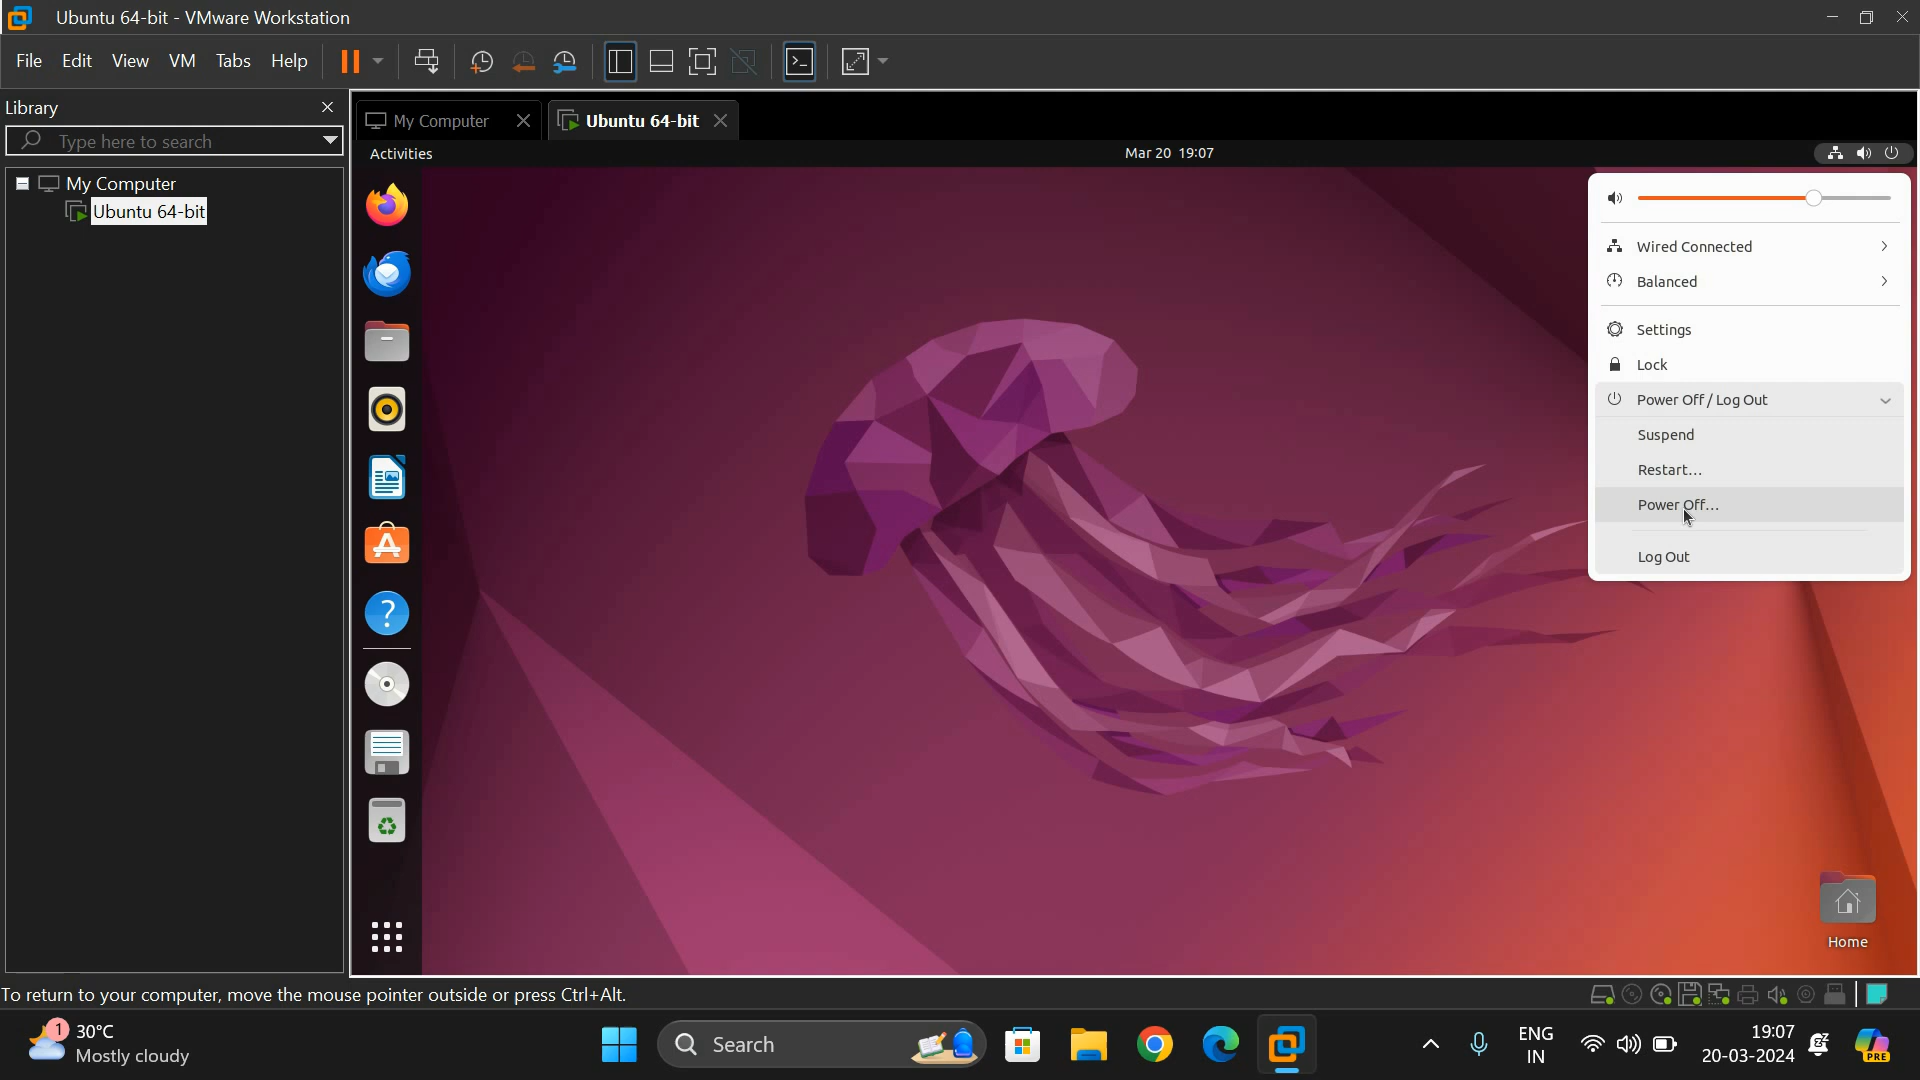 Ubuntu 64-bit - VMware Workstation
File Edit View VM Tabs Help
Library
Type here to search
My Computer
Ubuntu 64-bit
My Computer
Ubuntu 64-bit
Activities
Mar 20 19:07
Wired Connected
Balanced
Settings
Lock
Power Off / Log Out
Suspend
Restart...
Power Off...
Log Out
Home
To return to your computer, move the mouse pointer outside or press Ctrl+Alt.
1
30°C
Mostly cloudy
Search
ENG
IN
19:07
20-03-2024
PRE